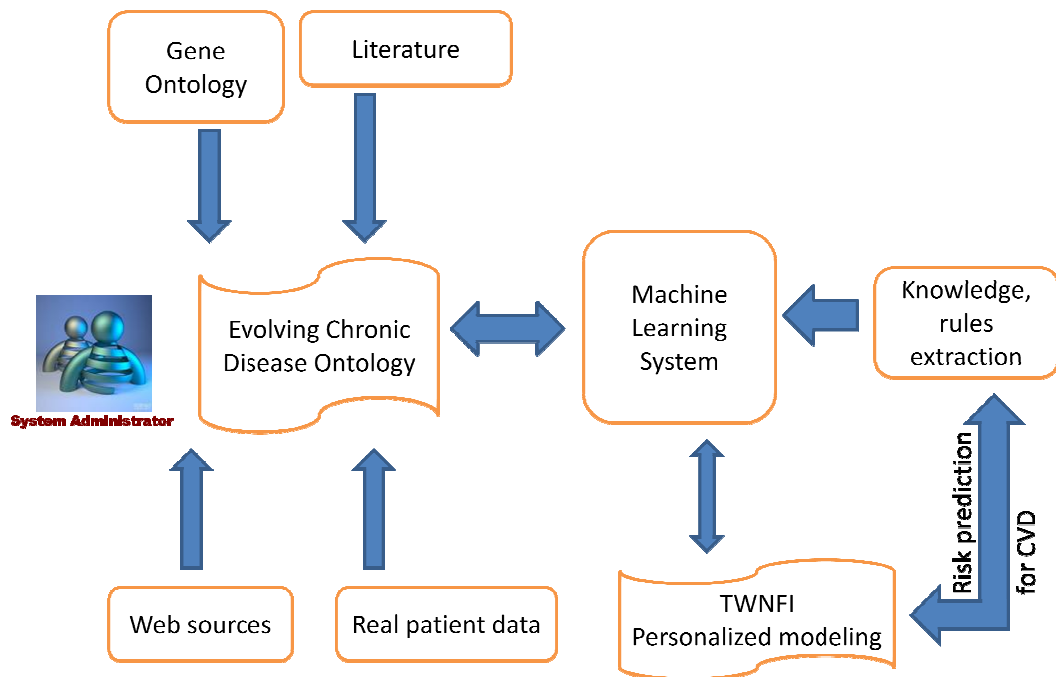 Gene
Ontology
Literature
Evolving Chronic
Disease Ontology
Machine
Learning
System
Knowledge,
rules
extraction
System Administrator
Risk prediction
for CVD
Web sources
Real patient data
TWNFI
Personalized modeling